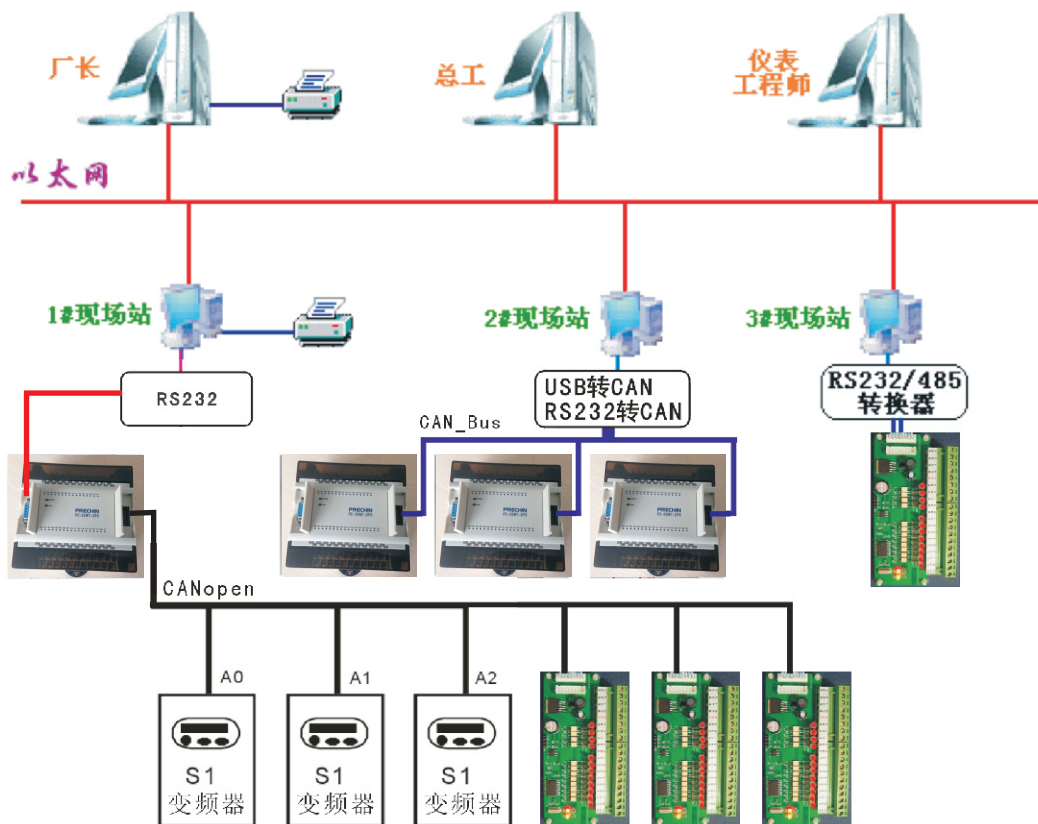 厂长
总工
仪表
工程师
以太网
1#现场站
2#现场站
3#现场站
RS232
USB转CAN
RS232转CAN
RS232/485
转换器
CAN_Bus
PRECHIN
PRECHIN
PRECHIN
PRECHIN
CANopen
A0
A1
A2
S1
变频器
S1
变频器
S1
变频器